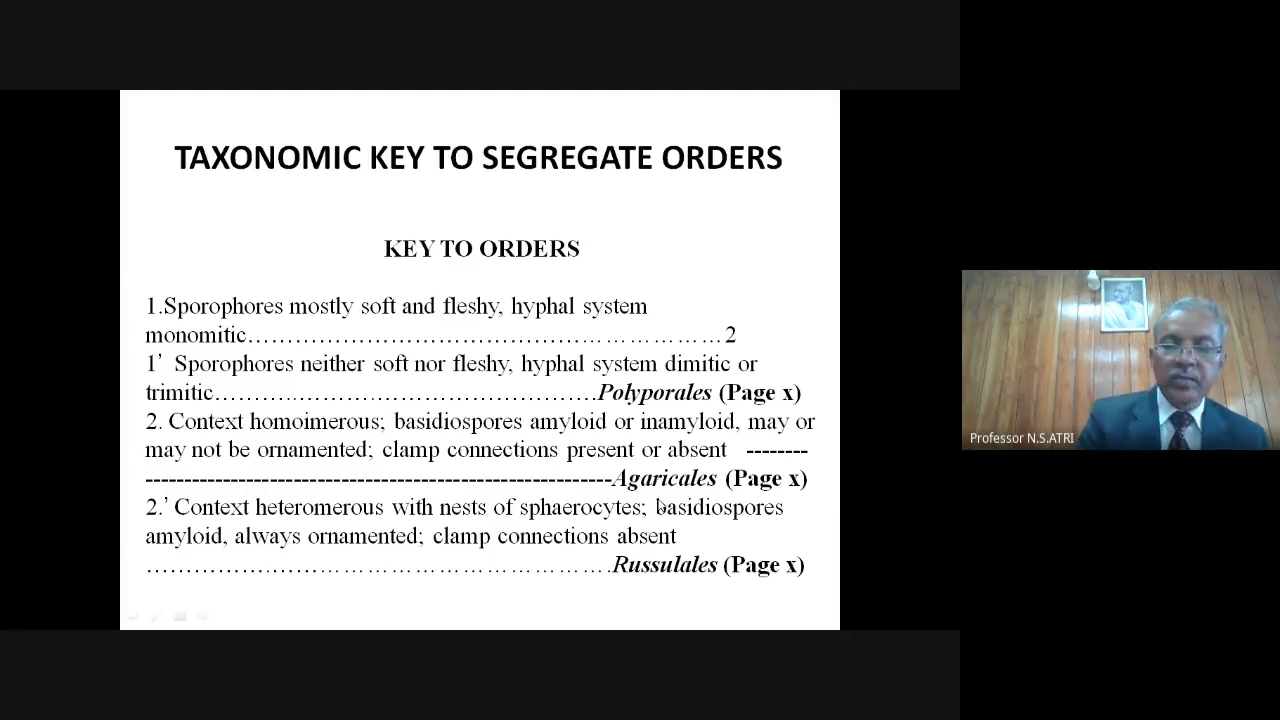 TAXONOMIC KEY TO SEGREGATE ORDERS
KEY TO ORDERS
1.Sporophores mostly soft and fleshy, hyphal system
monomitic……………………………………………………2
1’ Sporophores neither soft nor fleshy, hyphal system dimitic or
trimitic…………………………………………Polyporales (Page x)
2. Context homoimerous; basidiospores amyloid or inamyloid, may or
may not be ornamented; clamp connections present or absent --------
------------------------------------------------------------Agaricales (Page x)
2.’ Context heteromerous with nests of sphaerocytes; basidiospores
amyloid, always ornamented; clamp connections absent
…………………………………………………….Russulales (Page x)
Professor N.S.ATRI